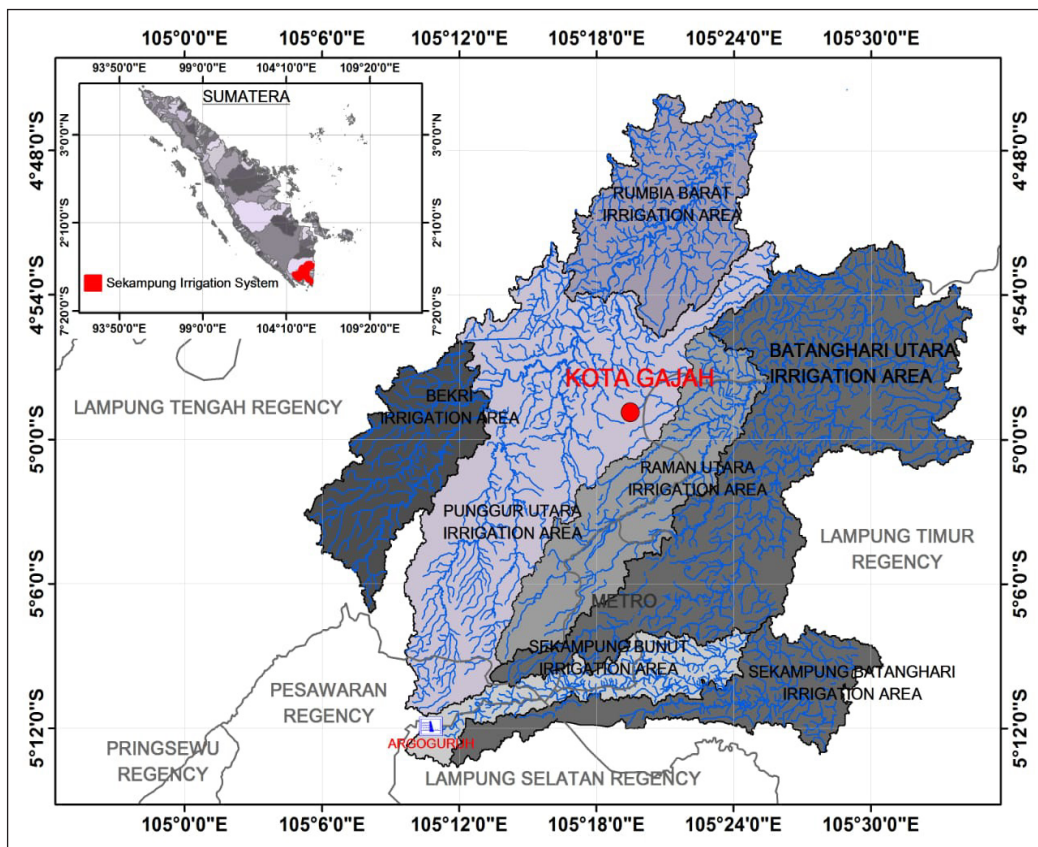 105°0'0"E 105°6'0"E 105°12'0"E 105°18'0"E 105°24'0"E 105°30'0"E
93°50'0"E 99°0'0"E 104°10'0"E 109°20'0"E
SUMATERA
3°0'0"N 3°0'0"N
2°10'0"S 2°10'0"S
7°20'0"S 7°20'0"S
Sekampung Irrigation System
93°50'0"E 99°0'0"E 104°10'0"E 109°20'0"E
4°48'0"S 4°48'0"S
4°54'0"S 4°54'0"S
5°0'0"S 5°0'0"S
5°6'0"S 5°6'0"S
5°12'0"S 5°12'0"S
RUMBIA BARAT
IRRIGATION AREA
BATANGHARI UTARA
IRRIGATION AREA
KOTA GAJAH
BEKRI
IRRIGATION AREA
LAMPUNG TENGAH REGENCY
RAMAN UTARA
IRRIGATION AREA
PUNGGUR UTARA
IRRIGATION AREA
LAMPUNG TIMUR
REGENCY
METRO
SEKAMPUNG BUNUT
IRRIGATION AREA
SEKAMPUNG BATANGHARI
IRRIGATION AREA
PESAWARAN
REGENCY
ARGOGURUH
PRINGSEWU
REGENCY
LAMPUNG SELATAN REGENCY
105°0'0"E 105°6'0"E 105°12'0"E 105°18'0"E 105°24'0"E 105°30'0"E